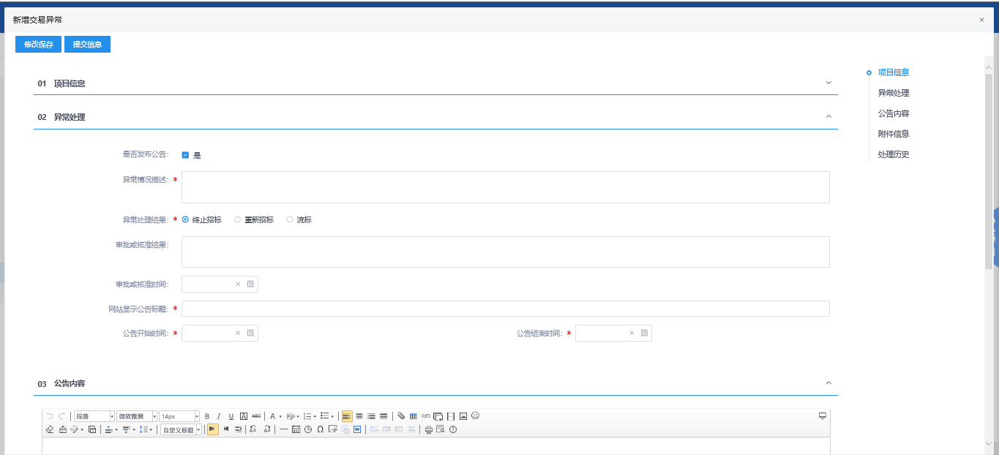 新增交易异常
×
修改保存 提交信息
01 项目信息
02 异常处理
是否发布公告: 是
异常情况描述: *
异常处理结果: * 终止招标 重新招标 流标
审批或核准结果:
审批或核准时间:
网站显示公告标题: *
公告开始时间: * 公告结束时间: *
03 公告内容
段落 微软雅黑 14px B I U A ABC A
自定义标题
项目信息
异常处理
公告内容
附件信息
处理历史